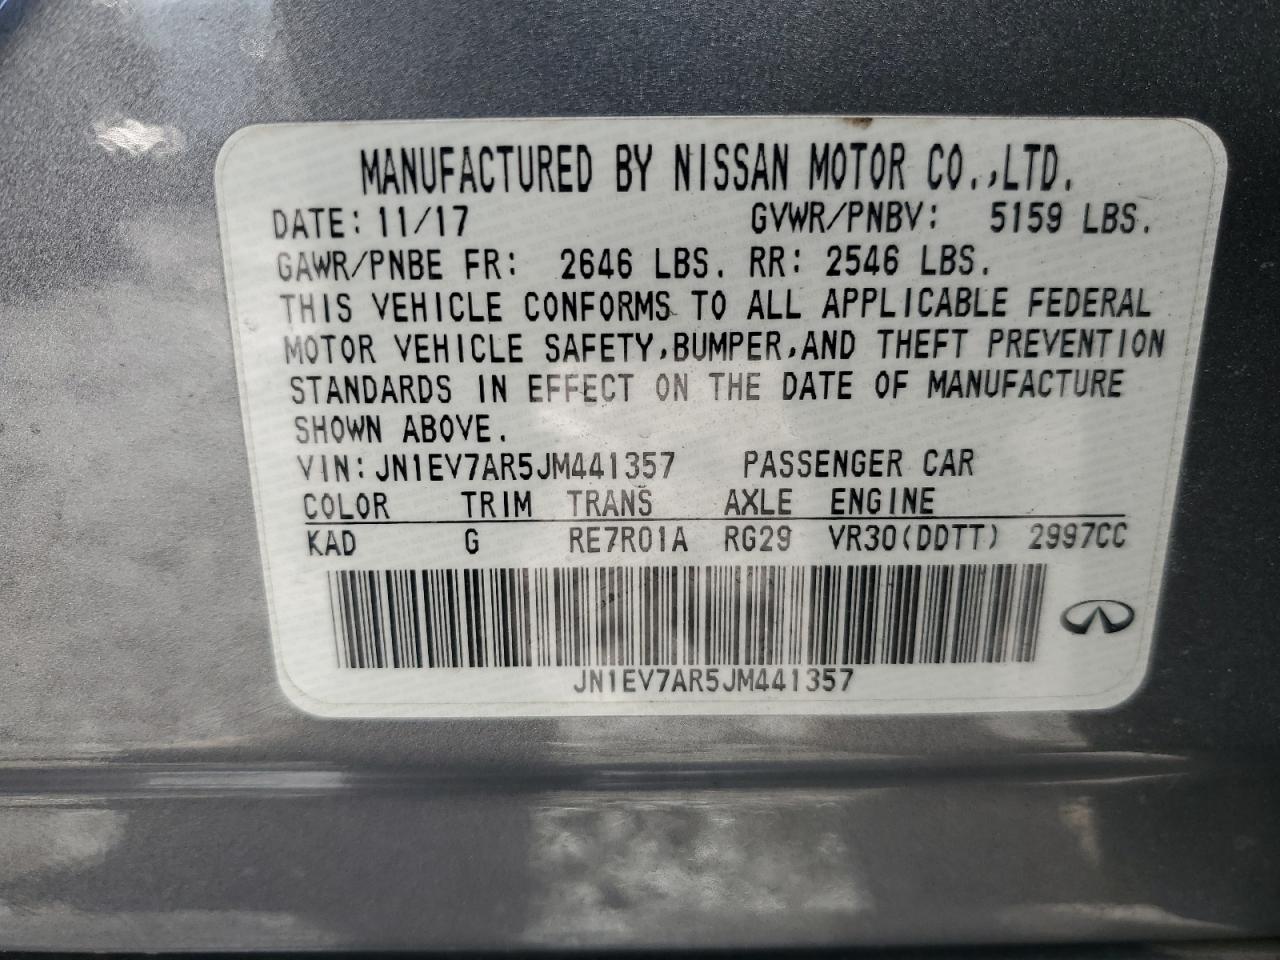 MANUFACTURED BY NISSAN MOTOR CO.,LTD.
DATE: 11/17 GVWR/PNBV: 5159 LBS.
GAWR/PNBE FR: 2646 LBS. RR: 2546 LBS.
THIS VEHICLE CONFORMS TO ALL APPLICABLE FEDERAL
MOTOR VEHICLE SAFETY,BUMPER,AND THEFT PREVENTION
STANDARDS IN EFFECT ON THE DATE OF MANUFACTURE
SHOWN ABOVE.
VIN: JN1EV7AR5JM441357 PASSENGER CAR
COLOR TRIM TRANS AXLE ENGINE
KAD G RE7R01A RG29 VR30(DDTT) 2997CC
JN1EV7AR5JM441357